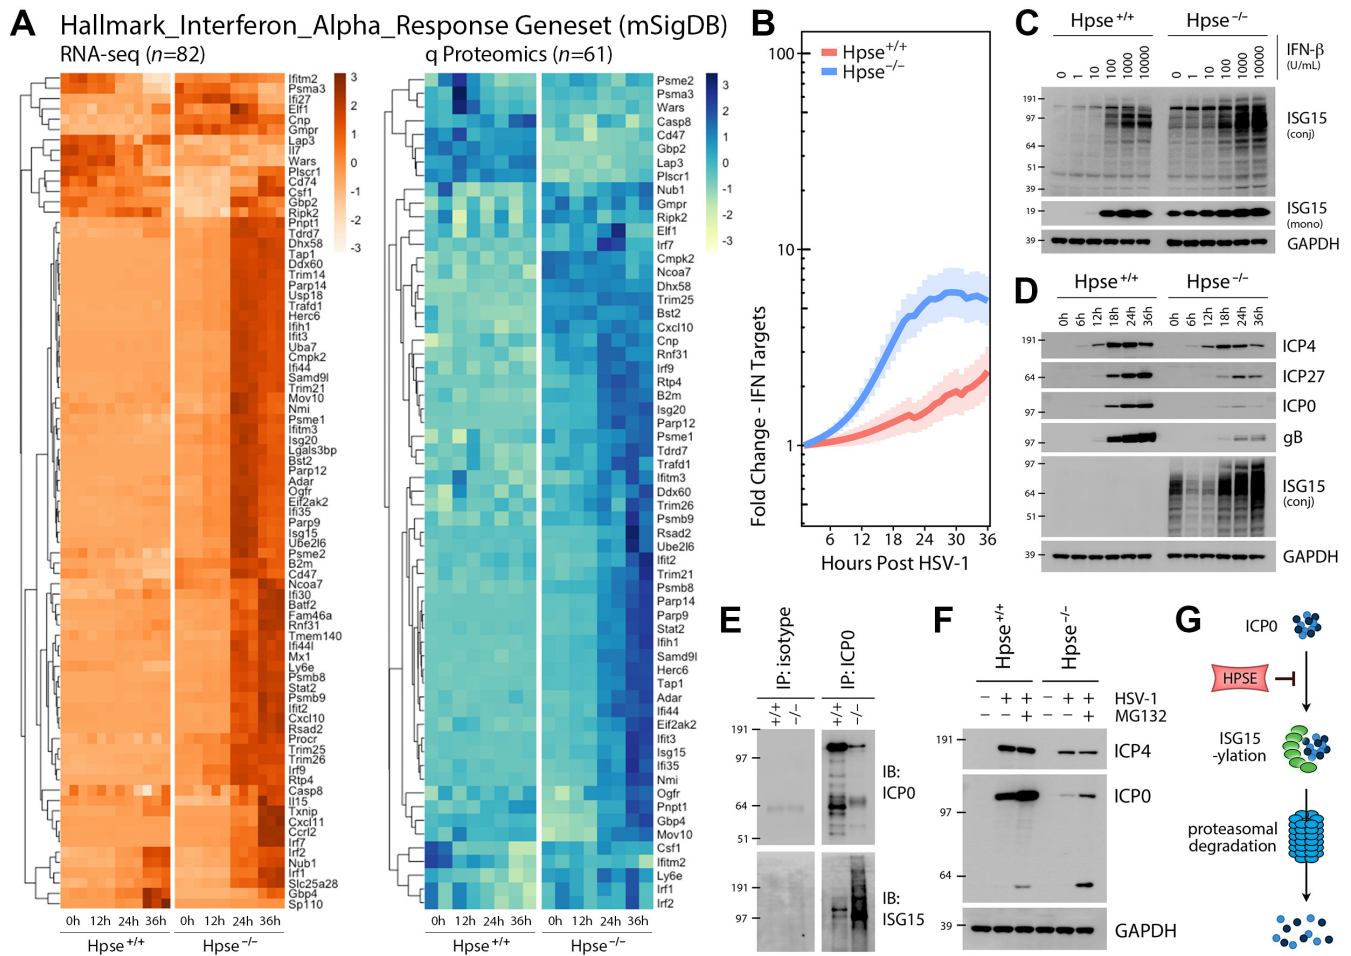 A
Hallmark_Interferon_Alpha_Response Geneset (mSigDB)
RNA-seq (n=82)
Ifitm2
Psma3
Ifi27
Elf1
Cnp
Gmpr
Lap3
Il7
Wars
Plscr1
Cd74
Csf1
Gbp2
Ripk2
Pnpt1
Tdrd7
Dhx58
Tap1
Ddx60
Trim14
Parp14
Usp18
Trafd1
Herc6
Ifih1
Ifit3
Uba7
Cmpk2
Ifi44
Samd9l
Trim21
Mov10
Nmi
Psme1
Ifitm3
Isg20
Lgals3bp
Bst2
Parp12
Adar
Ogfr
Eif2ak2
Ifi35
Parp9
Isg15
Ube2l6
Psme2
B2m
Cd47
Ncoa7
Ifi30
Batf2
Fam46a
Rnf31
Tmem140
Ifi44l
Mx1
Ly6e
Psmb8
Stat2
Psmb9
Ifit2
Cxcl10
Rsad2
Procr
Trim25
Trim26
Irf9
Rtp4
Casp8
Il15
Txnip
Cxcl11
Ccrl2
Irf7
Irf2
Nub1
Irf1
Slc25a28
Gbp4
Sp110
3
2
1
0
-1
-2
-3
0h 12h 24h 36h 0h 12h 24h 36h
Hpse+/+ Hpse−/−
q Proteomics (n=61)
Psme2
Psma3
Wars
Casp8
Cd47
Gbp2
Lap3
Plscr1
Nub1
Gmpr
Ripk2
Elf1
Irf7
Cmpk2
Ncoa7
Dhx58
Trim25
Bst2
Cxcl10
Cnp
Rnf31
Irf9
Rtp4
B2m
Isg20
Parp12
Psme1
Tdrd7
Trafd1
Ifitm3
Ddx60
Trim26
Psmb9
Rsad2
Ube2l6
Ifit2
Trim21
Psmb8
Parp14
Parp9
Stat2
Ifih1
Samd9l
Herc6
Tap1
Adar
Ifi44
Eif2ak2
Ifit3
Isg15
Ifi35
Nmi
Ogfr
Pnpt1
Gbp4
Mov10
Csf1
Ifitm2
Ly6e
Irf1
Irf2
3
2
1
0
-1
-2
-3
0h 12h 24h 36h 0h 12h 24h 36h
Hpse+/+ Hpse−/−
B
Fold Change - IFN Targets
100
10
1
Hpse+/+
Hpse−/−
6 12 18 24 30 36
Hours Post HSV-1
C
Hpse+/+ Hpse−/−
0 1 10 100 1000 10000 0 1 10 100 1000 10000
IFN-β
(U/mL)
191
97
64
51
39
ISG15
(conj)
19
ISG15
(mono)
39
GAPDH
D
Hpse+/+ Hpse−/−
0h 6h 12h 18h 24h 36h 0h 6h 12h 18h 24h 36h
191
ICP4
64
ICP27
97
ICP0
97
gB
97
64
51
ISG15
(conj)
39
GAPDH
E
IP: isotype IP: ICP0
+/+ −/− +/+ −/−
191
97
64
51
IB:
ICP0
191
97
IB:
ISG15
F
Hpse+/+ Hpse−/−
− + + − + + HSV-1
− − + − − + MG132
191
ICP4
97
64
ICP0
39
GAPDH
G
ICP0
HPSE
ISG15
-ylation
proteasomal
degradation